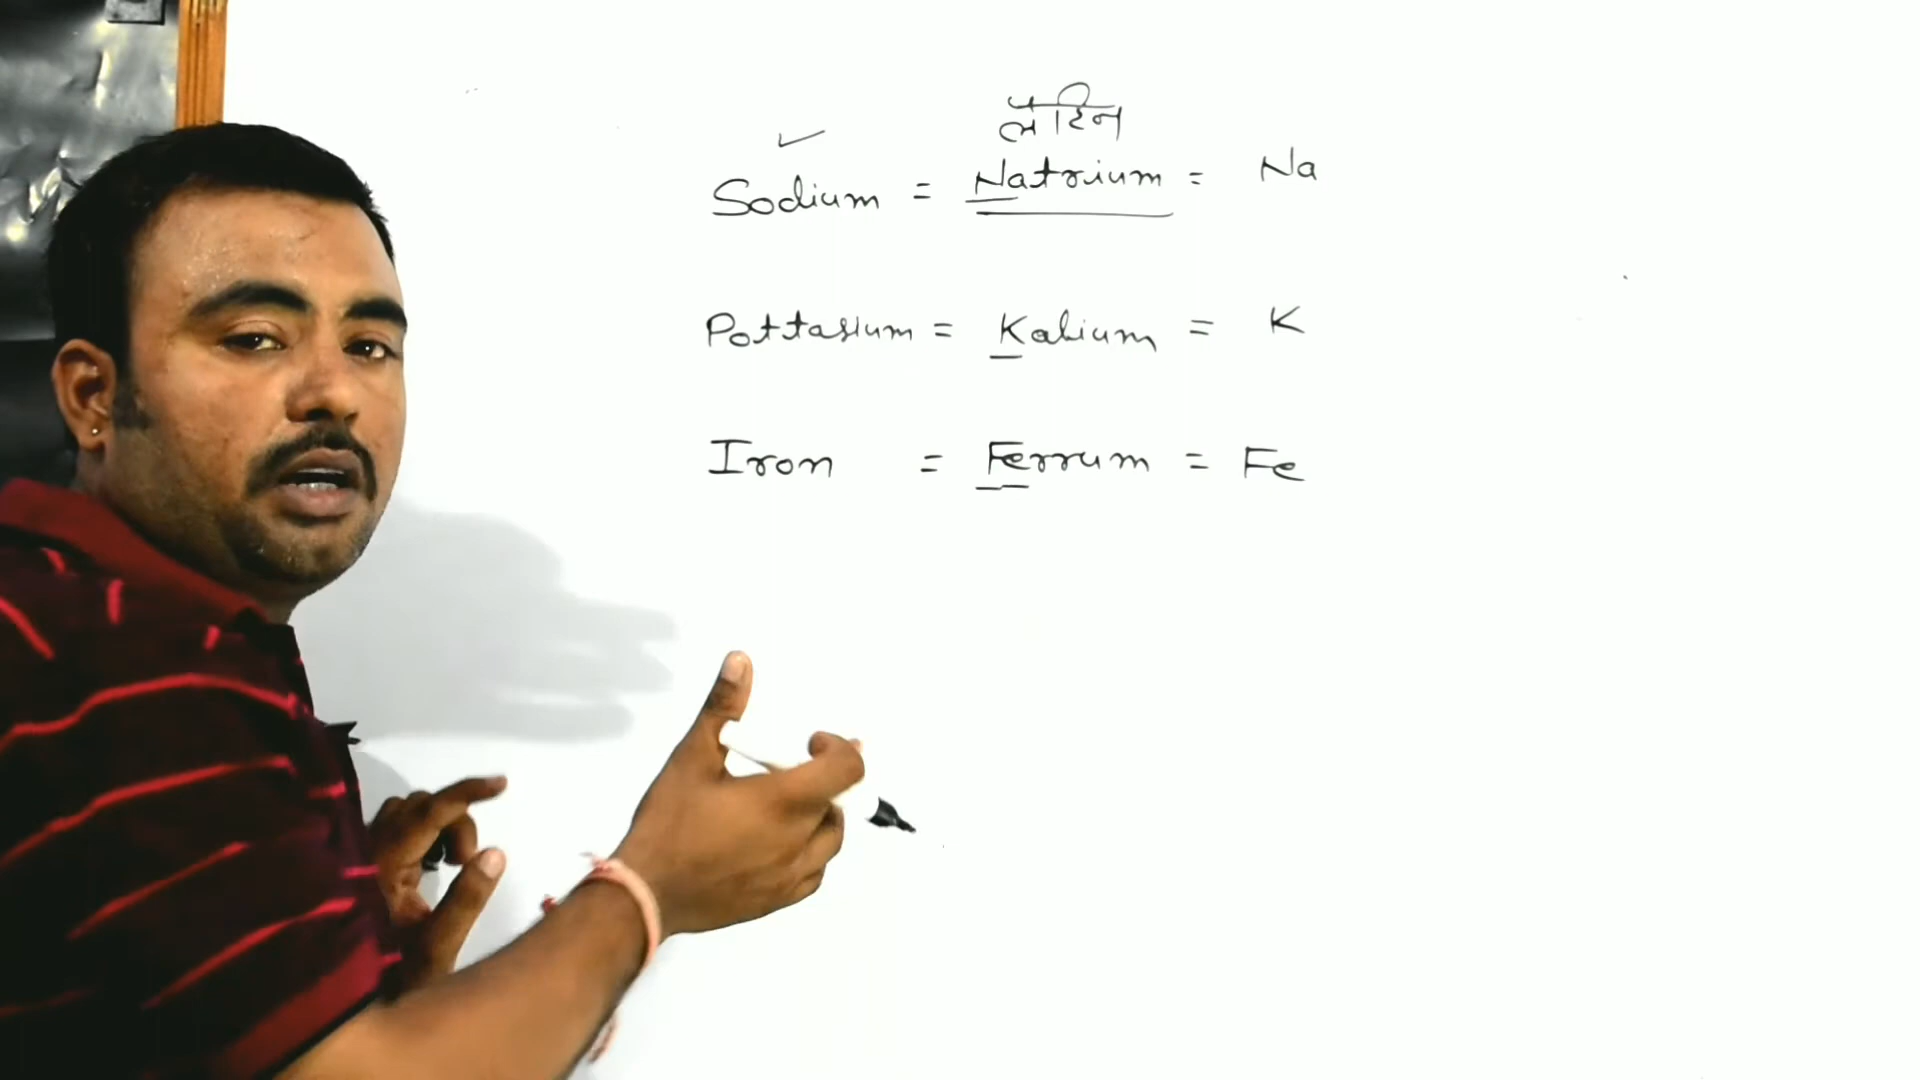 लैटिन
Sodium = Natrium = Na
Pottasium = Kalium = K
Iron = Ferrum = Fe